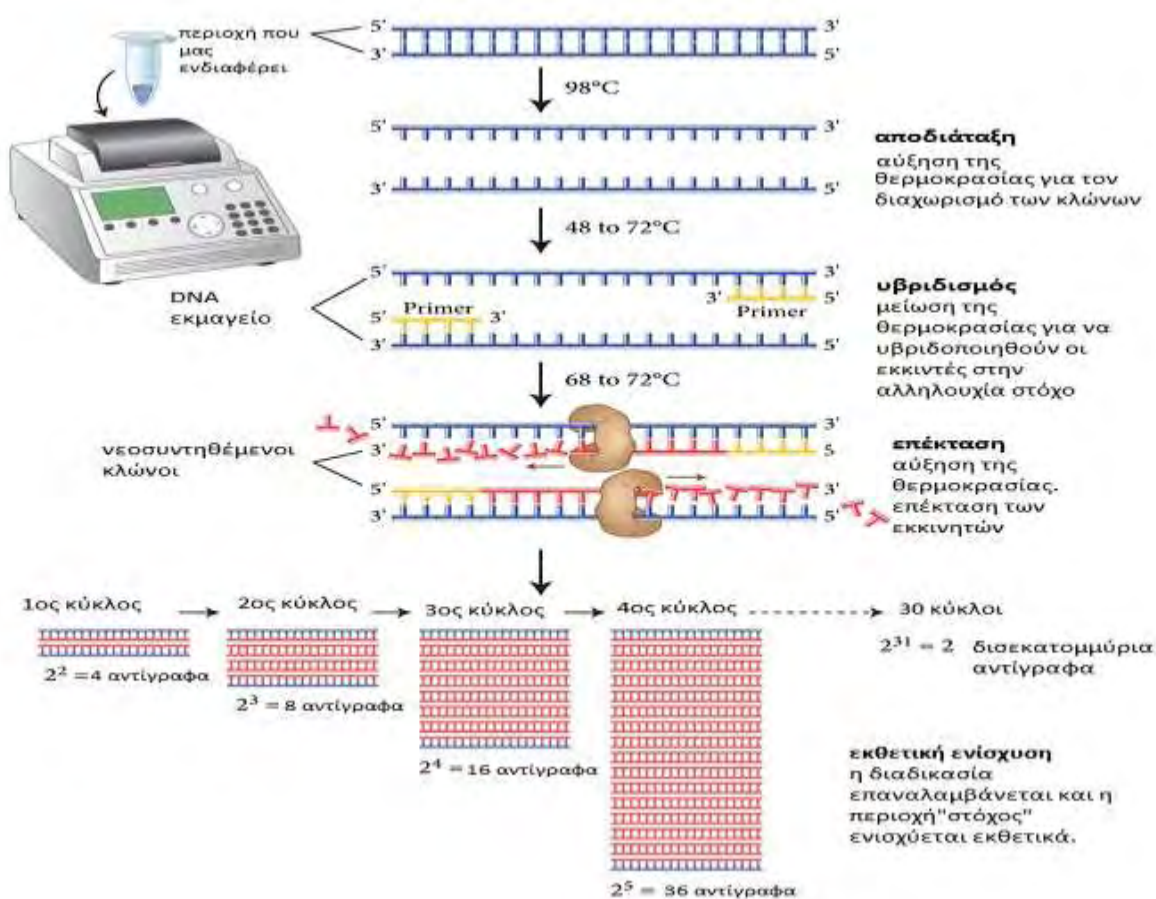 περιοχή που
μας
ενδιαφέρει
5' 3'
3' 5'
98°C
5' 3'
3' 5'
αποδιάταξη
αύξηση της
θερμοκρασίας για τον
διαχωρισμό των κλώνων
48 to 72°C
5' 3'
3' 5'
Primer
DNA
εκμαγείο
Primer
5' 3'
3' 5'
υβριδισμός
μείωση της
θερμοκρασίας για να
υβριδοποιηθούν οι
εκκιντές στην
αλληλουχία στόχο
68 to 72°C
5' 3'
3' 5
νεοσυντηθέμενοι
κλώνοι
5' 3'
3' 5'
επέκταση
αύξηση της
θερμοκρασίας.
επέκταση των
εκκινητών
1ος κύκλος
2ος κύκλος
3ος κύκλος
4ος κύκλος
30 κύκλοι
2² = 4 αντίγραφα
2³ = 8 αντίγραφα
2⁴ = 16 αντίγραφα
2⁵ = 36 αντίγραφα
2³¹ = 2 δισεκατομμύρια
αντίγραφα
εκθετική ενίσχυση
η διαδικασία
επαναλαμβάνεται και η
περιοχή"στόχος"
ενισχύεται εκθετικά.